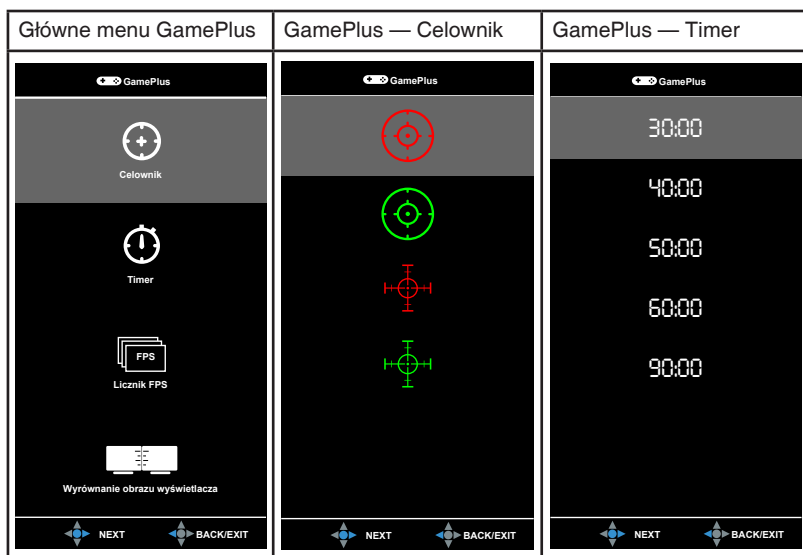 Główne menu GamePlus
GamePlus
Celownik
Timer
FPS
Licznik FPS
Wyrównanie obrazu wyświetlacza
NEXT BACK/EXIT
GamePlus — Celownik
GamePlus
NEXT BACK/EXIT
GamePlus — Timer
GamePlus
30:00
40:00
50:00
60:00
90:00
NEXT BACK/EXIT